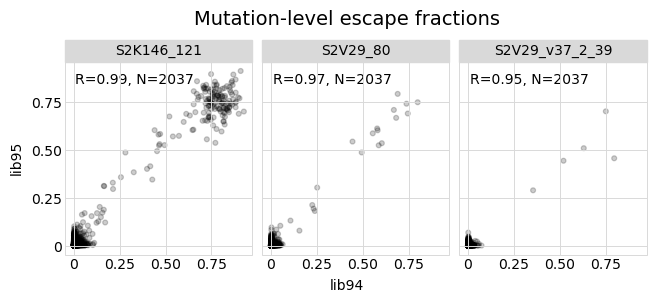 Mutation-level escape fractions
S2K146_121
S2V29_80
S2V29_v37_2_39
R=0.99, N=2037
R=0.97, N=2037
R=0.95, N=2037
lib95
0.75
0.50
0.25
0
0 0.25 0.50 0.75
0 0.25 0.50 0.75
0 0.25 0.50 0.75
lib94